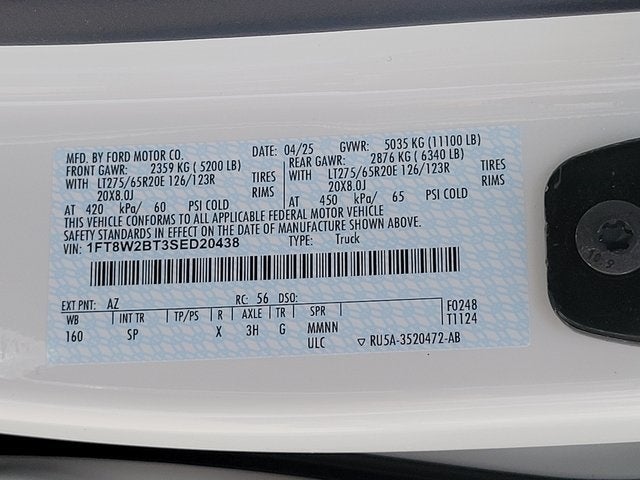 MFD. BY FORD MOTOR CO. DATE: 04/25 GVWR: 5035 KG (11100 LB)
FRONT GAWR: 2359 KG ( 5200 LB) REAR GAWR: 2876 KG ( 6340 LB)
WITH LT275/65R20E 126/123R TIRES WITH LT275/65R20E 126/123R TIRES
20X8.0J RIMS 20X8.0J RIMS
AT 420 kPa/ 60 PSI COLD AT 450 kPa/ 65 PSI COLD
THIS VEHICLE CONFORMS TO ALL APPLICABLE FEDERAL MOTOR VEHICLE
SAFETY STANDARDS IN EFFECT ON THE DATE OF MANUFACTURE SHOWN ABOVE.
VIN: 1FT8W2BT3SED20438 TYPE: Truck
EXT PNT: AZ RC: 56 DSO: F0248
WB INT TR TP/PS R AXLE TR SPR T1124
160 SP X 3H G MMNN
ULC ▽ RU5A-3520472-AB
10.9